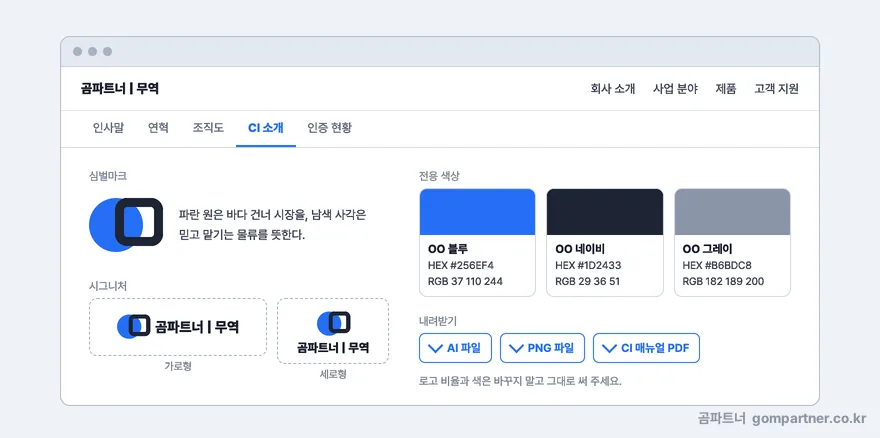 곰파트너 | 무역
회사 소개 사업 분야 제품 고객 지원
인사말 연혁 조직도 CI 소개 인증 현황
심벌마크
파란 원은 바다 건너 시장을, 남색 사각은
믿고 맡기는 물류를 뜻한다.
시그니처
곰파트너 | 무역
가로형
곰파트너 | 무역
세로형
전용 색상
OO 블루
HEX #256EF4
RGB 37 110 244
OO 네이비
HEX #1D2433
RGB 29 36 51
OO 그레이
HEX #B6BDC8
RGB 182 189 200
내려받기
AI 파일
PNG 파일
CI 매뉴얼 PDF
로고 비율과 색은 바꾸지 말고 그대로 써 주세요.
곰파트너 gompartner.co.kr